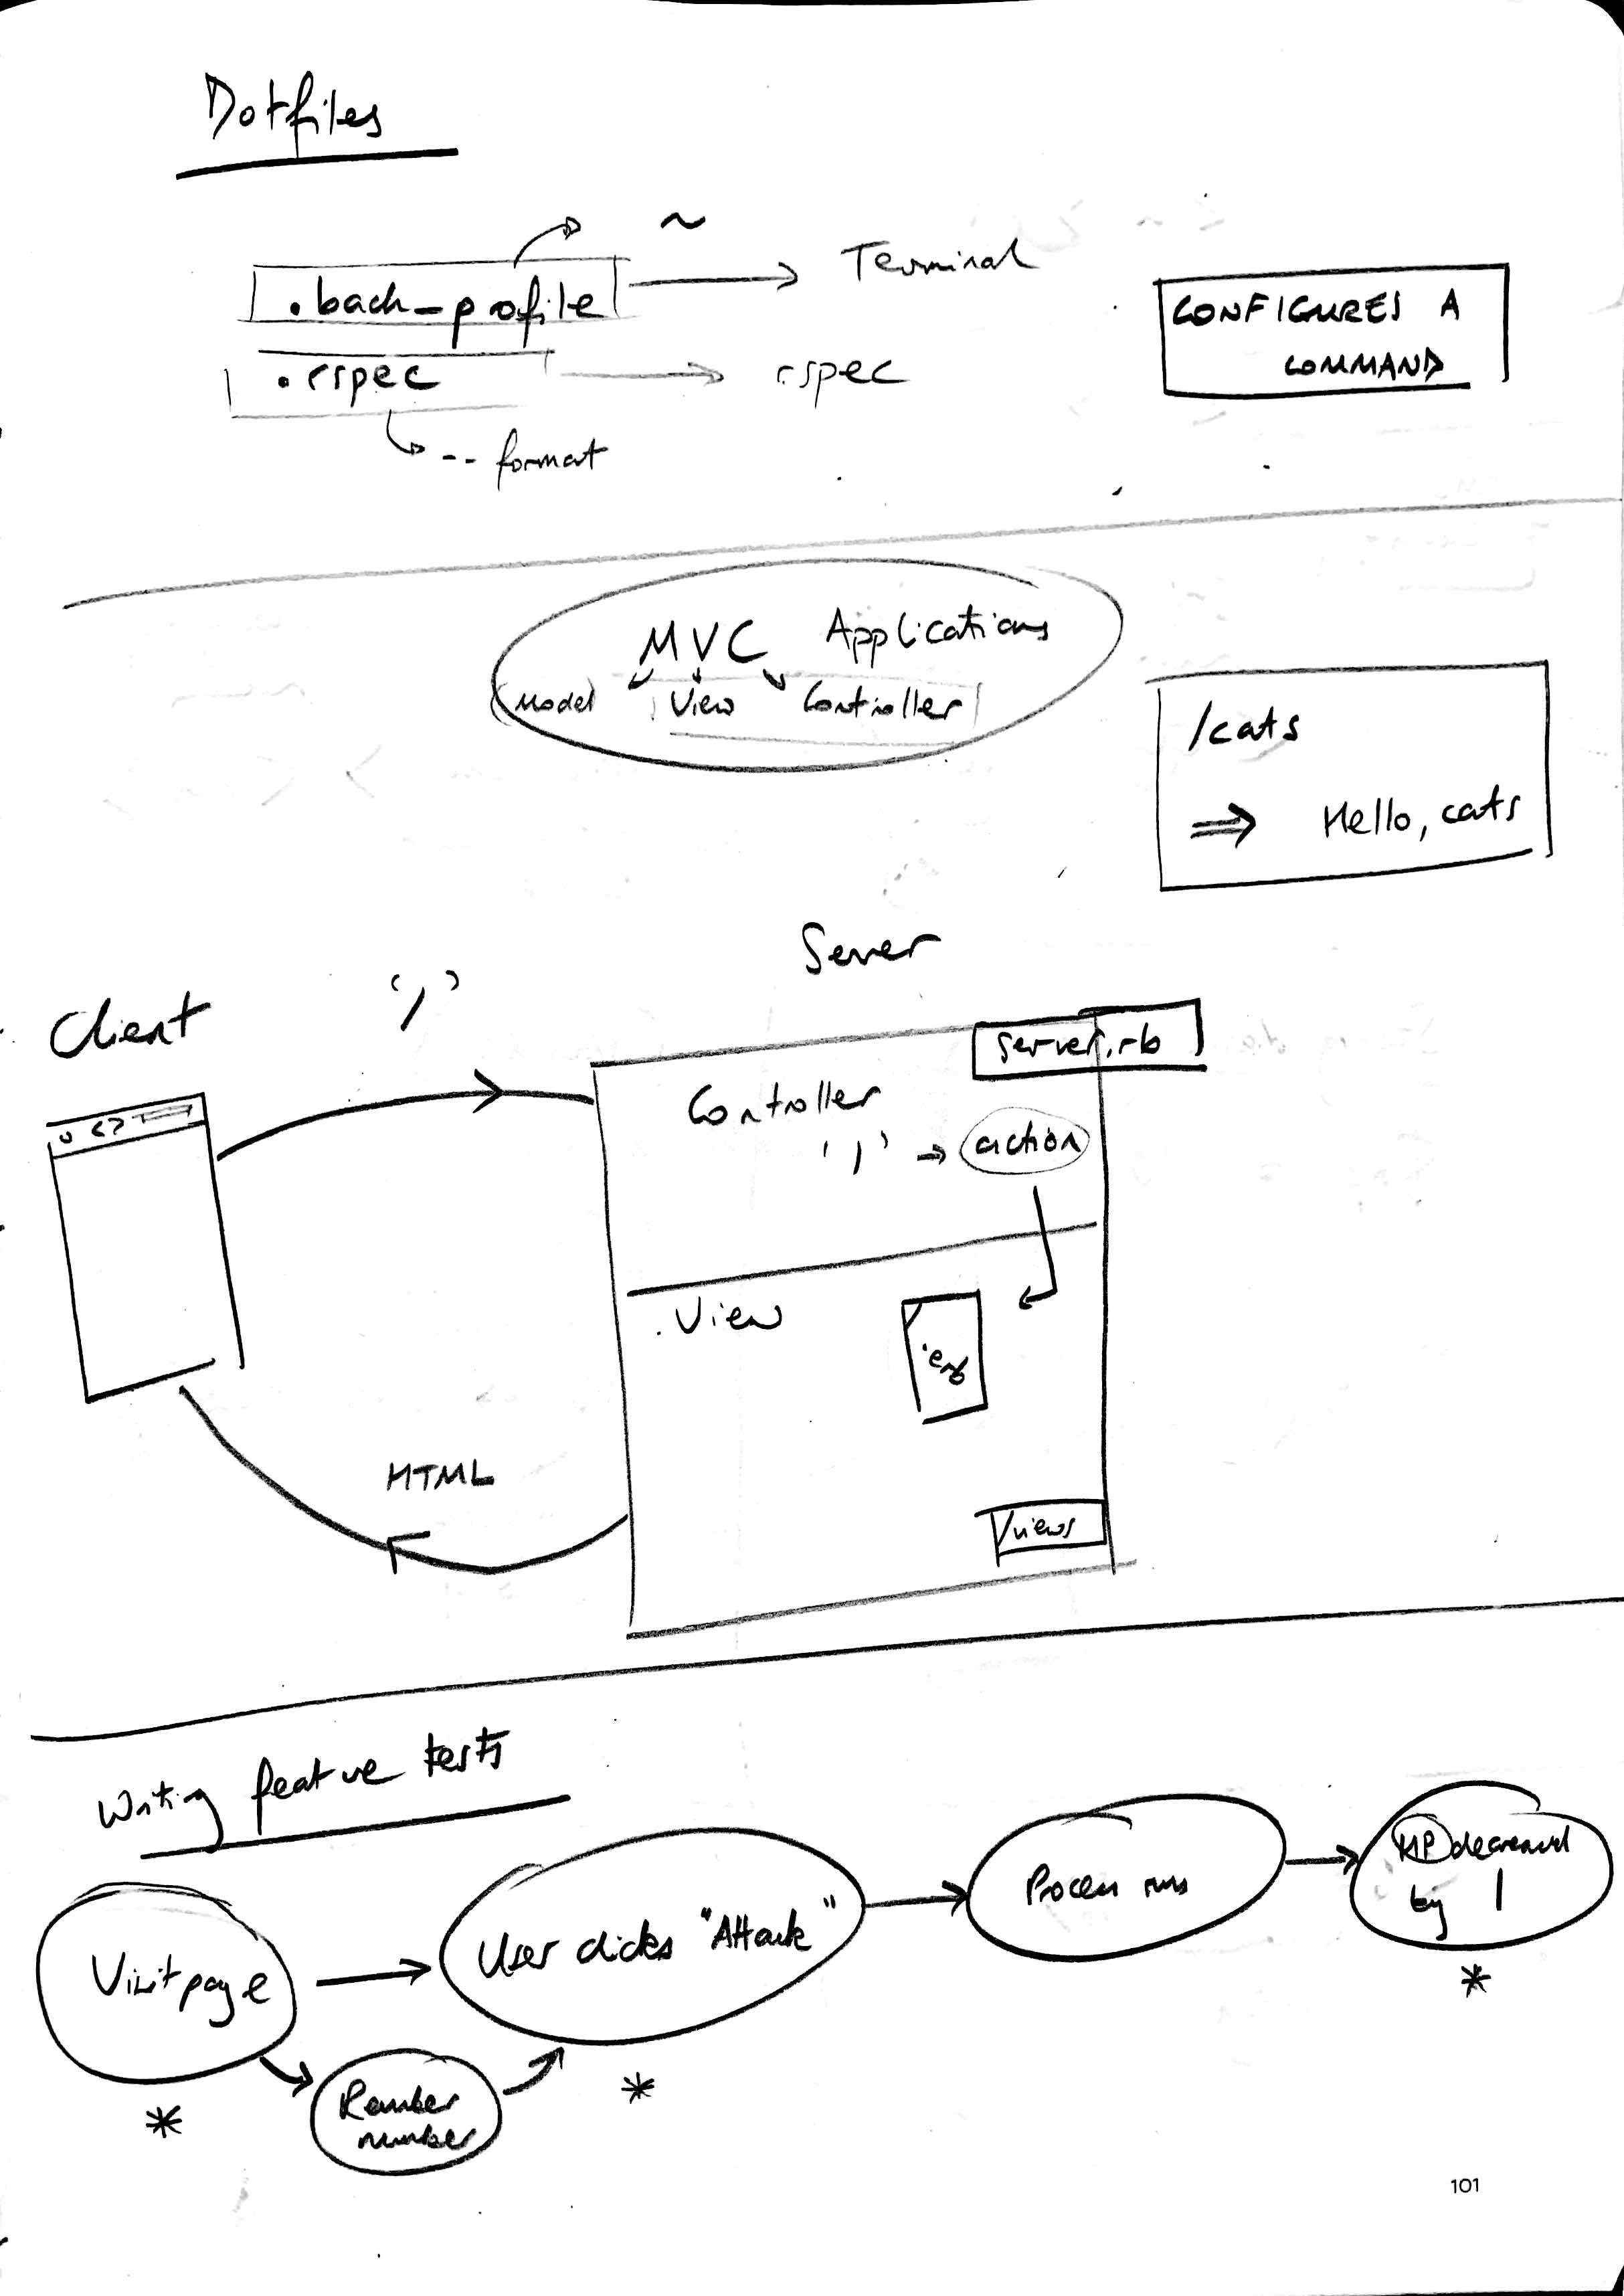 Dotfiles
~
.bach_profile
Terminal
CONFIGURES A
COMMAND
.rspec
rspec
-- format
MVC Applications
Model View Controller
/cats
⇒ Hello, cats
Server
Client
'/'
server.rb
Controller
'/' ⇒ action
.View
.erb
HTML
/views
Writing feature tests
Visit page
User clicks "Attack"
Process runs
HP decreased
by 1
*
*
*
Remember
number
101